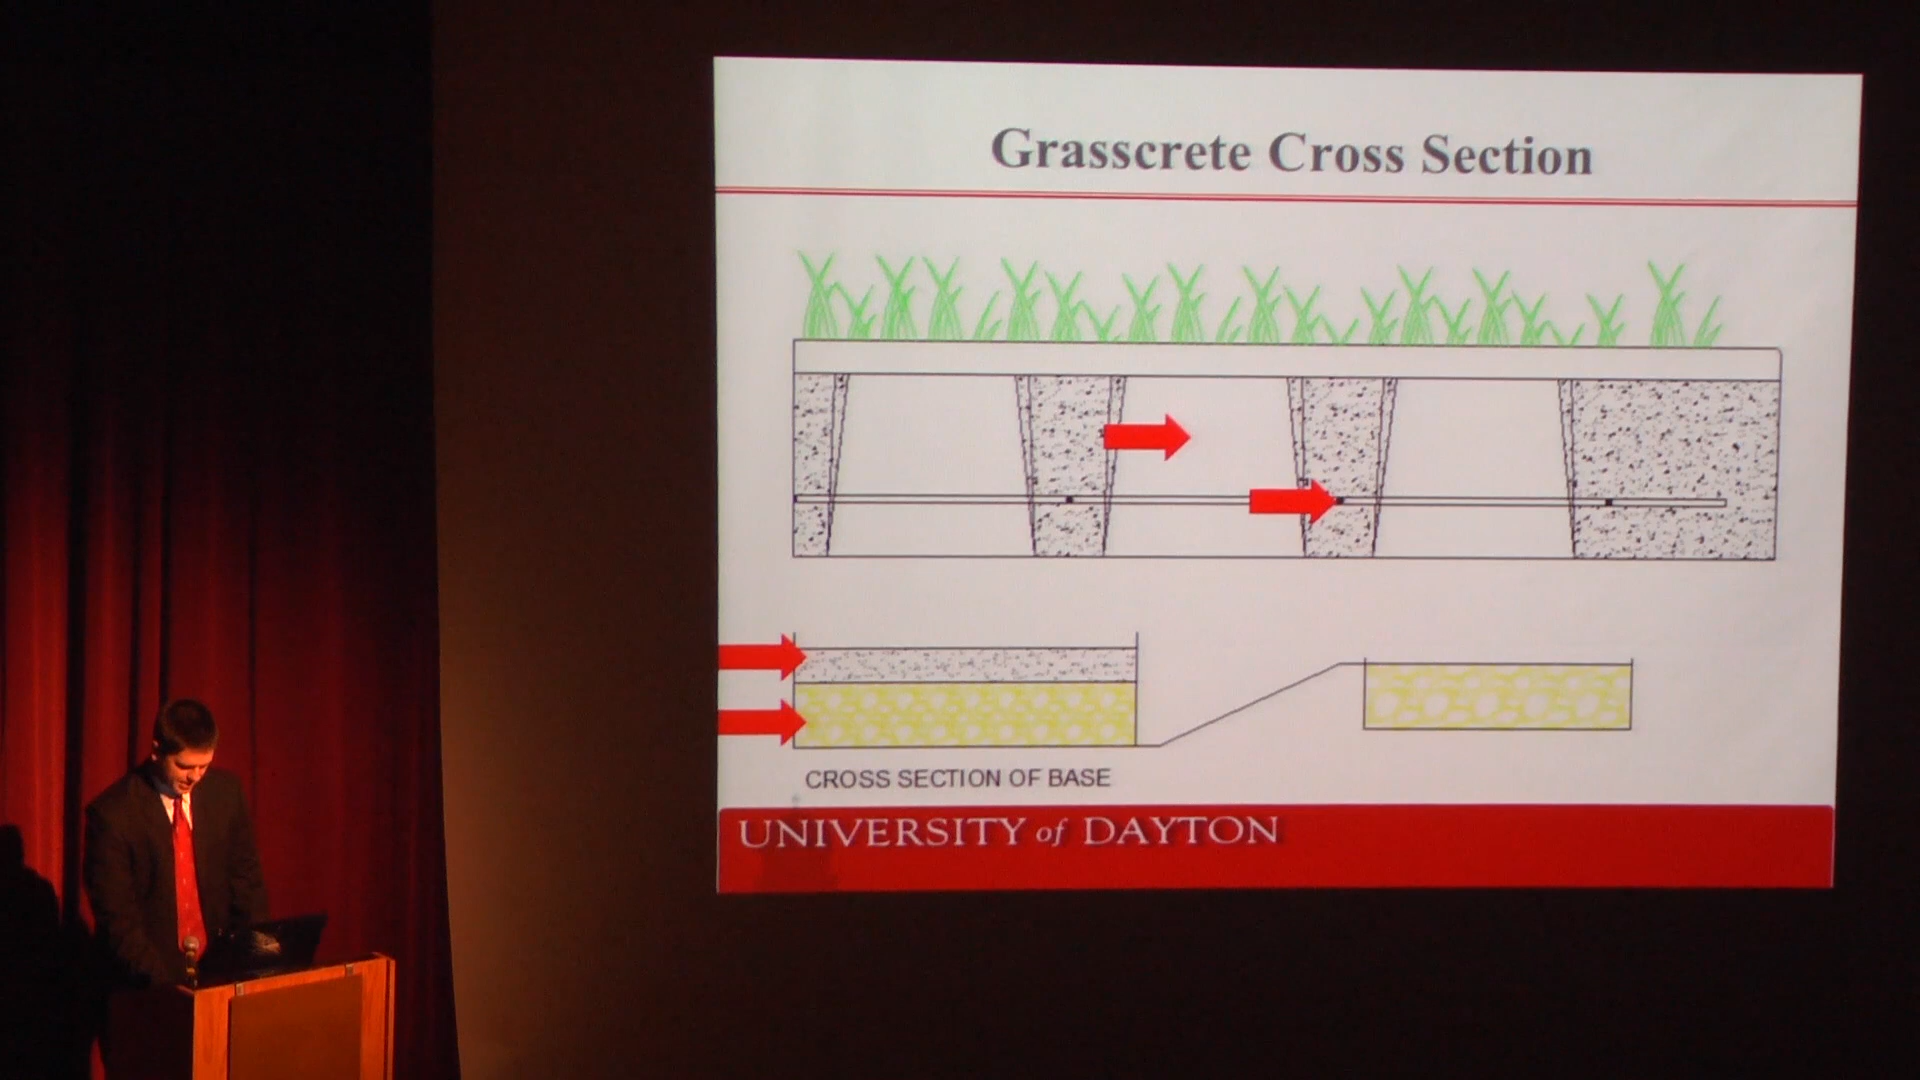 Grasscrete Cross Section
CROSS SECTION OF BASE
UNIVERSITY of DAYTON